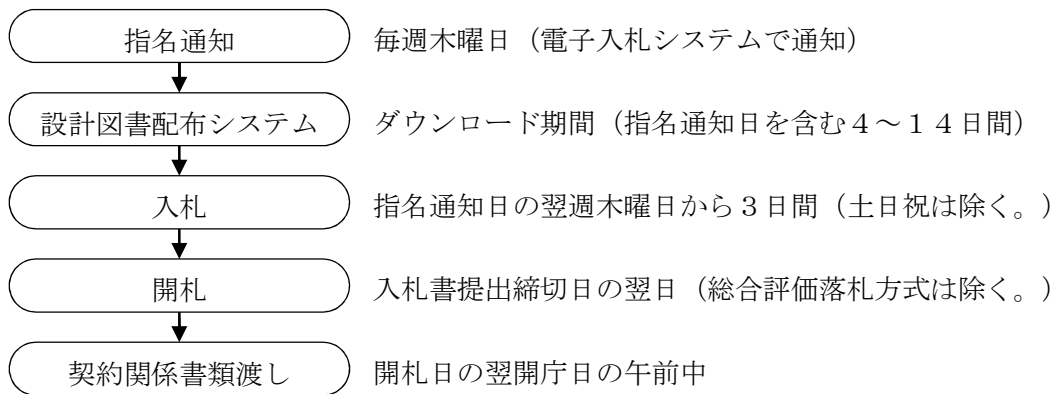 指名通知 毎週木曜日（電子入札システムで通知）
設計図書配布システム ダウンロード期間（指名通知日を含む４～１４日間）
入札 指名通知日の翌週木曜日から３日間（土日祝は除く。）
開札 入札書提出締切日の翌日（総合評価落札方式は除く。）
契約関係書類渡し 開札日の翌開庁日の午前中